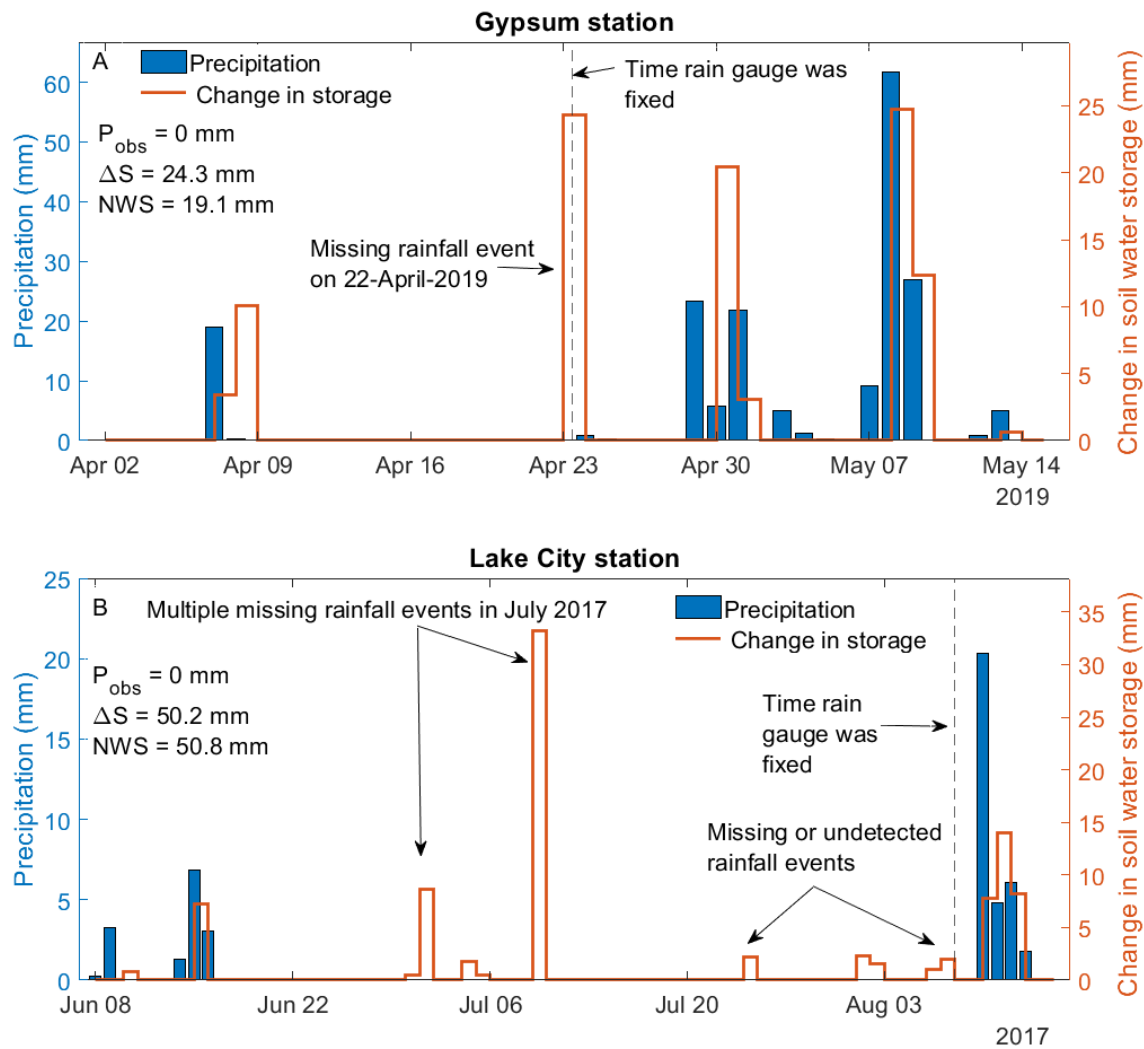 Gypsum station
A
Precipitation
Change in storage
P_obs = 0 mm
ΔS = 24.3 mm
NWS = 19.1 mm
Time rain gauge was
fixed
Missing rainfall event
on 22-April-2019
Precipitation (mm)
60
50
40
30
20
10
0
Change in soil water storage (mm)
25
20
15
10
5
0
Apr 02 Apr 09 Apr 16 Apr 23 Apr 30 May 07 May 14
2019
Lake City station
B
Multiple missing rainfall events in July 2017
Precipitation
Change in storage
P_obs = 0 mm
ΔS = 50.2 mm
NWS = 50.8 mm
Time rain
gauge was
fixed
Missing or undetected
rainfall events
Precipitation (mm)
25
20
15
10
5
0
Change in soil water storage (mm)
35
30
25
20
15
10
5
0
Jun 08 Jun 22 Jul 06 Jul 20 Aug 03
2017